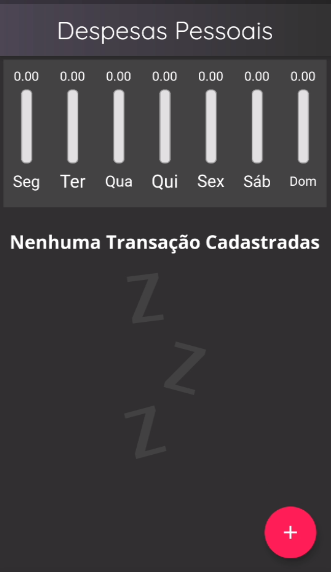 Despesas Pessoais
0.00 0.00 0.00 0.00 0.00 0.00 0.00
Seg Ter Qua Qui Sex Sáb Dom
Nenhuma Transação Cadastradas
Z
Z
Z
+